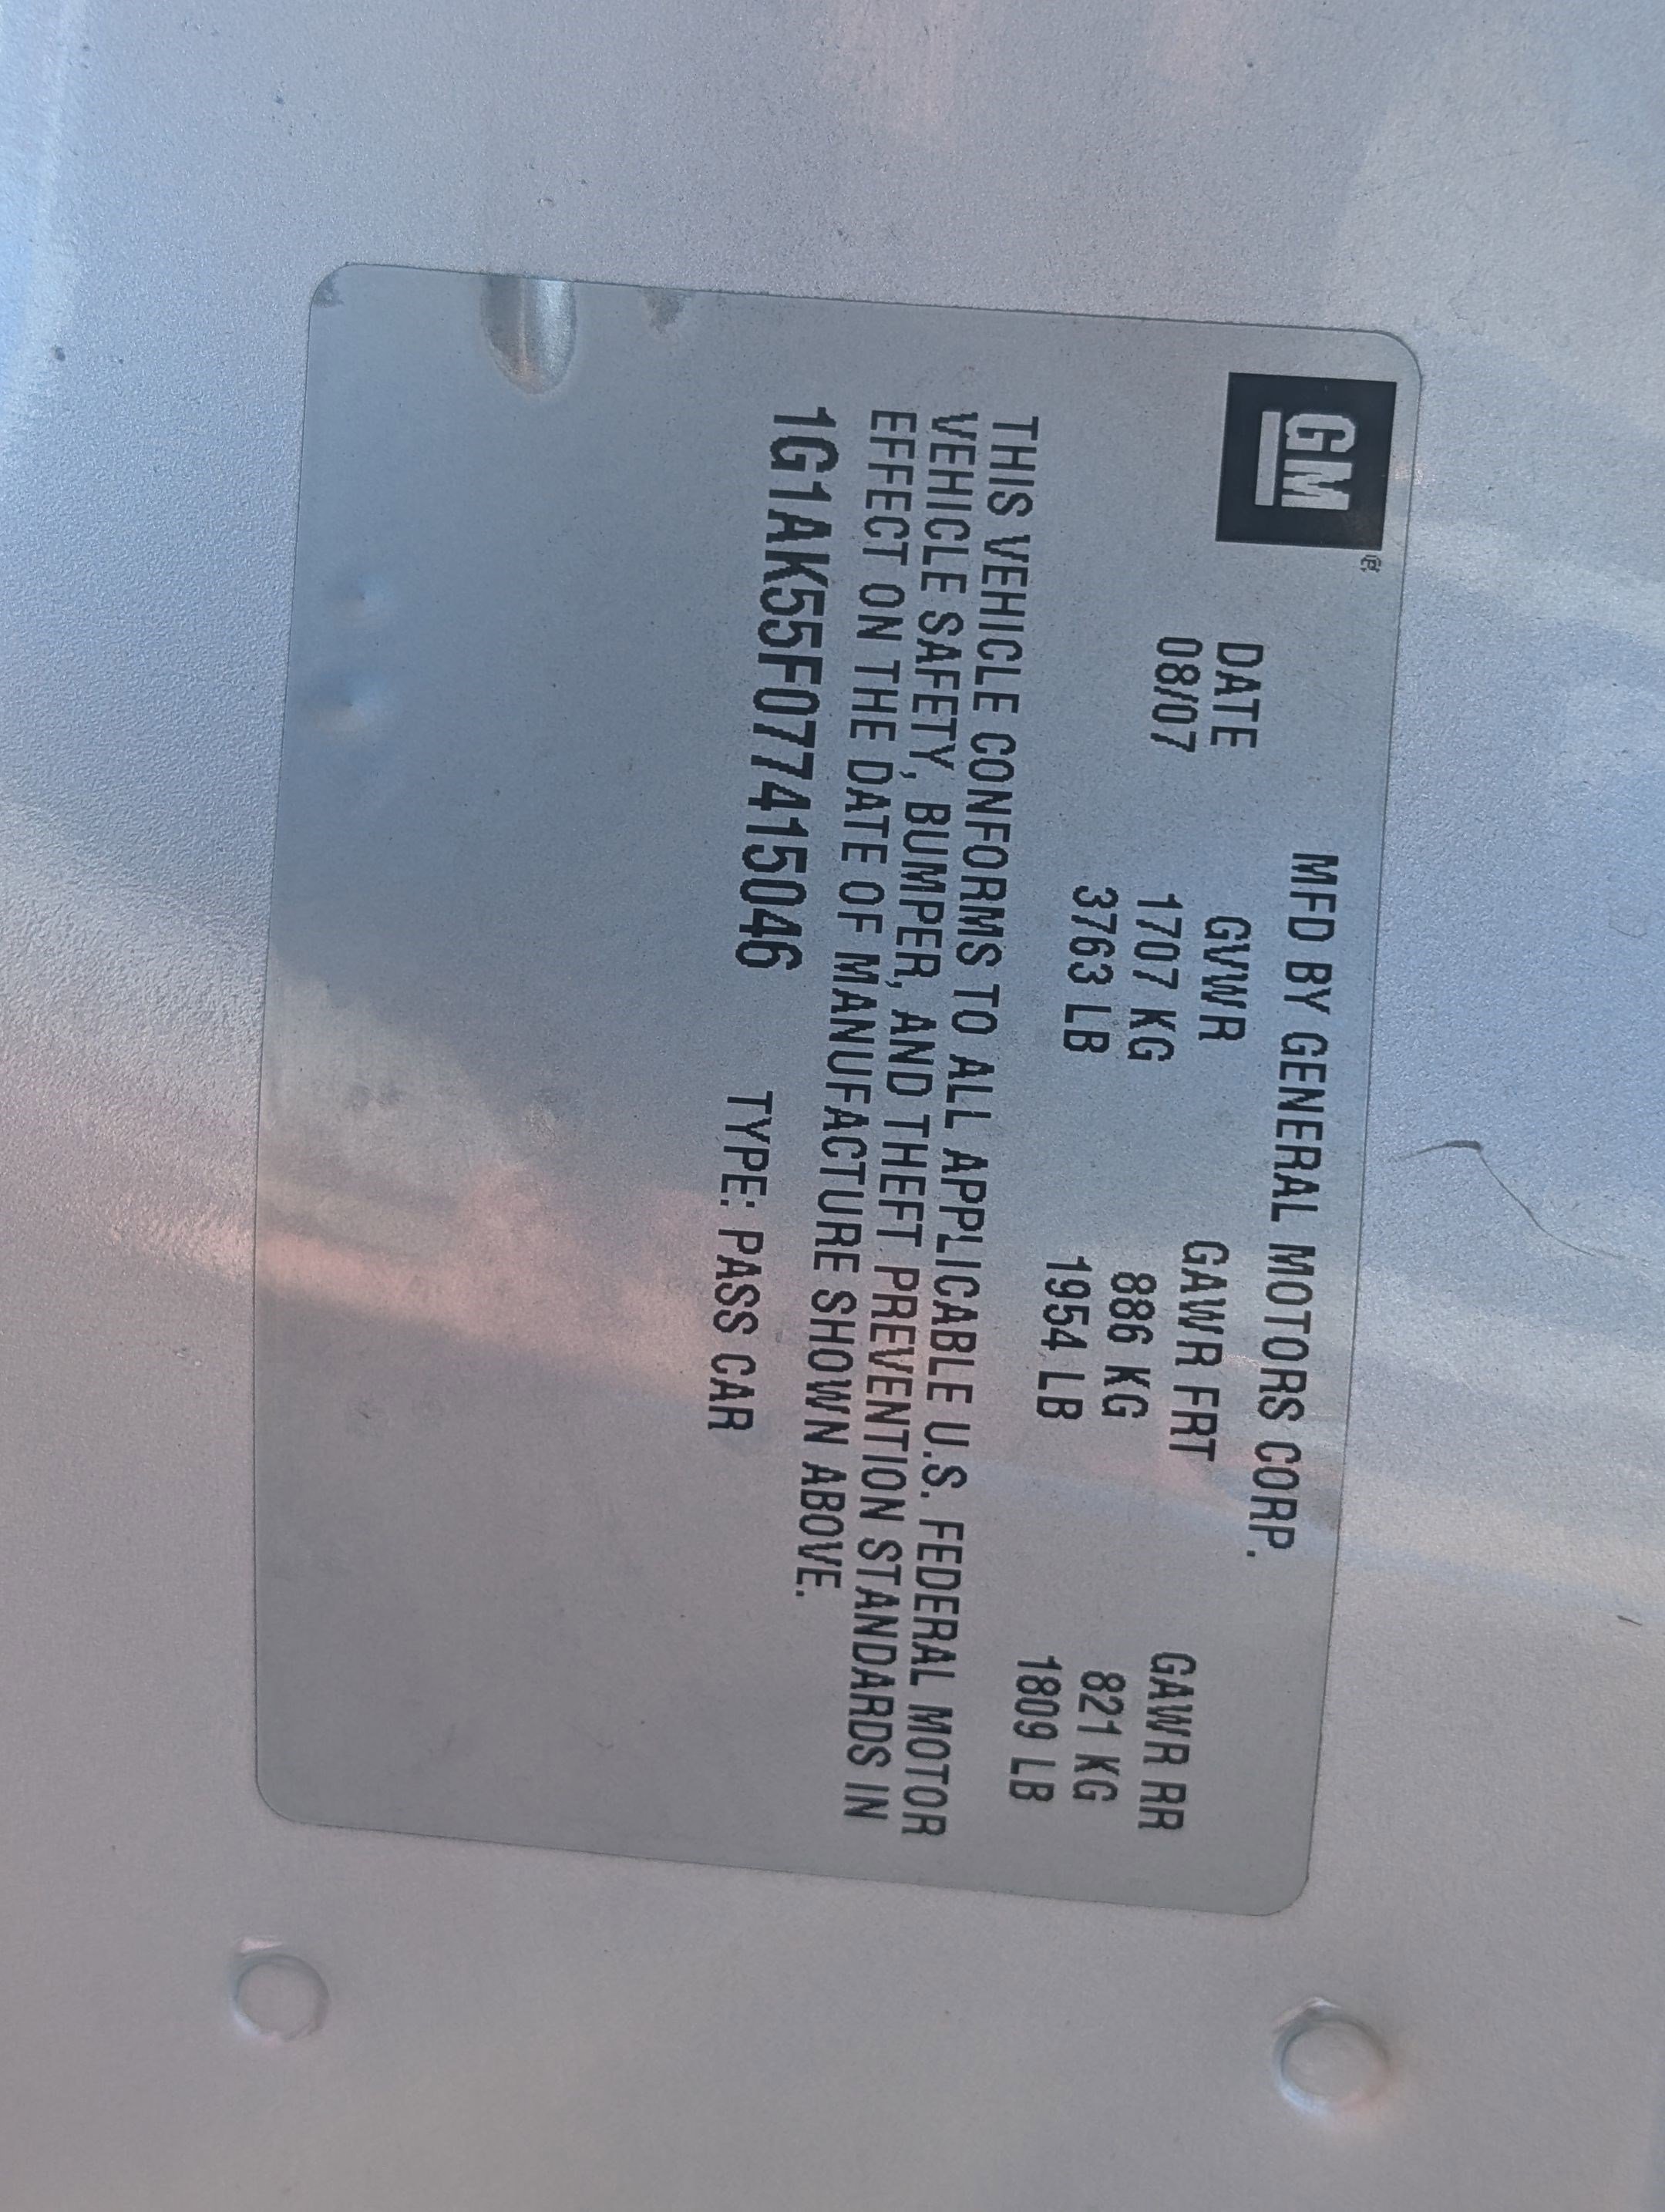 GM®
MFD BY GENERAL MOTORS CORP.
DATE GVWR GAWR FRT GAWR RR
08/07 1707 KG 886 KG 821 KG
3763 LB 1954 LB 1809 LB
THIS VEHICLE CONFORMS TO ALL APPLICABLE U.S. FEDERAL MOTOR
VEHICLE SAFETY, BUMPER, AND THEFT PREVENTION STANDARDS IN
EFFECT ON THE DATE OF MANUFACTURE SHOWN ABOVE.
1G1AK55F077415046 TYPE: PASS CAR